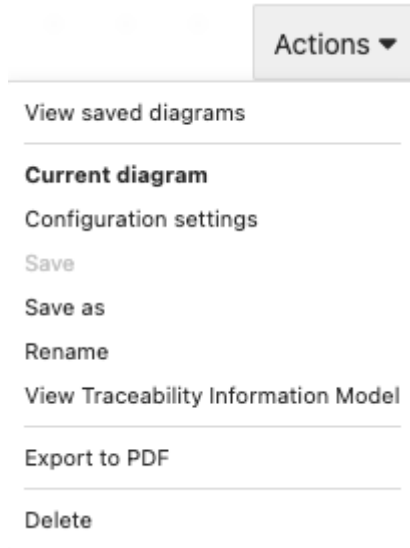 Actions
View saved diagrams
Current diagram
Configuration settings
Save
Save as
Rename
View Traceability Information Model
Export to PDF
Delete